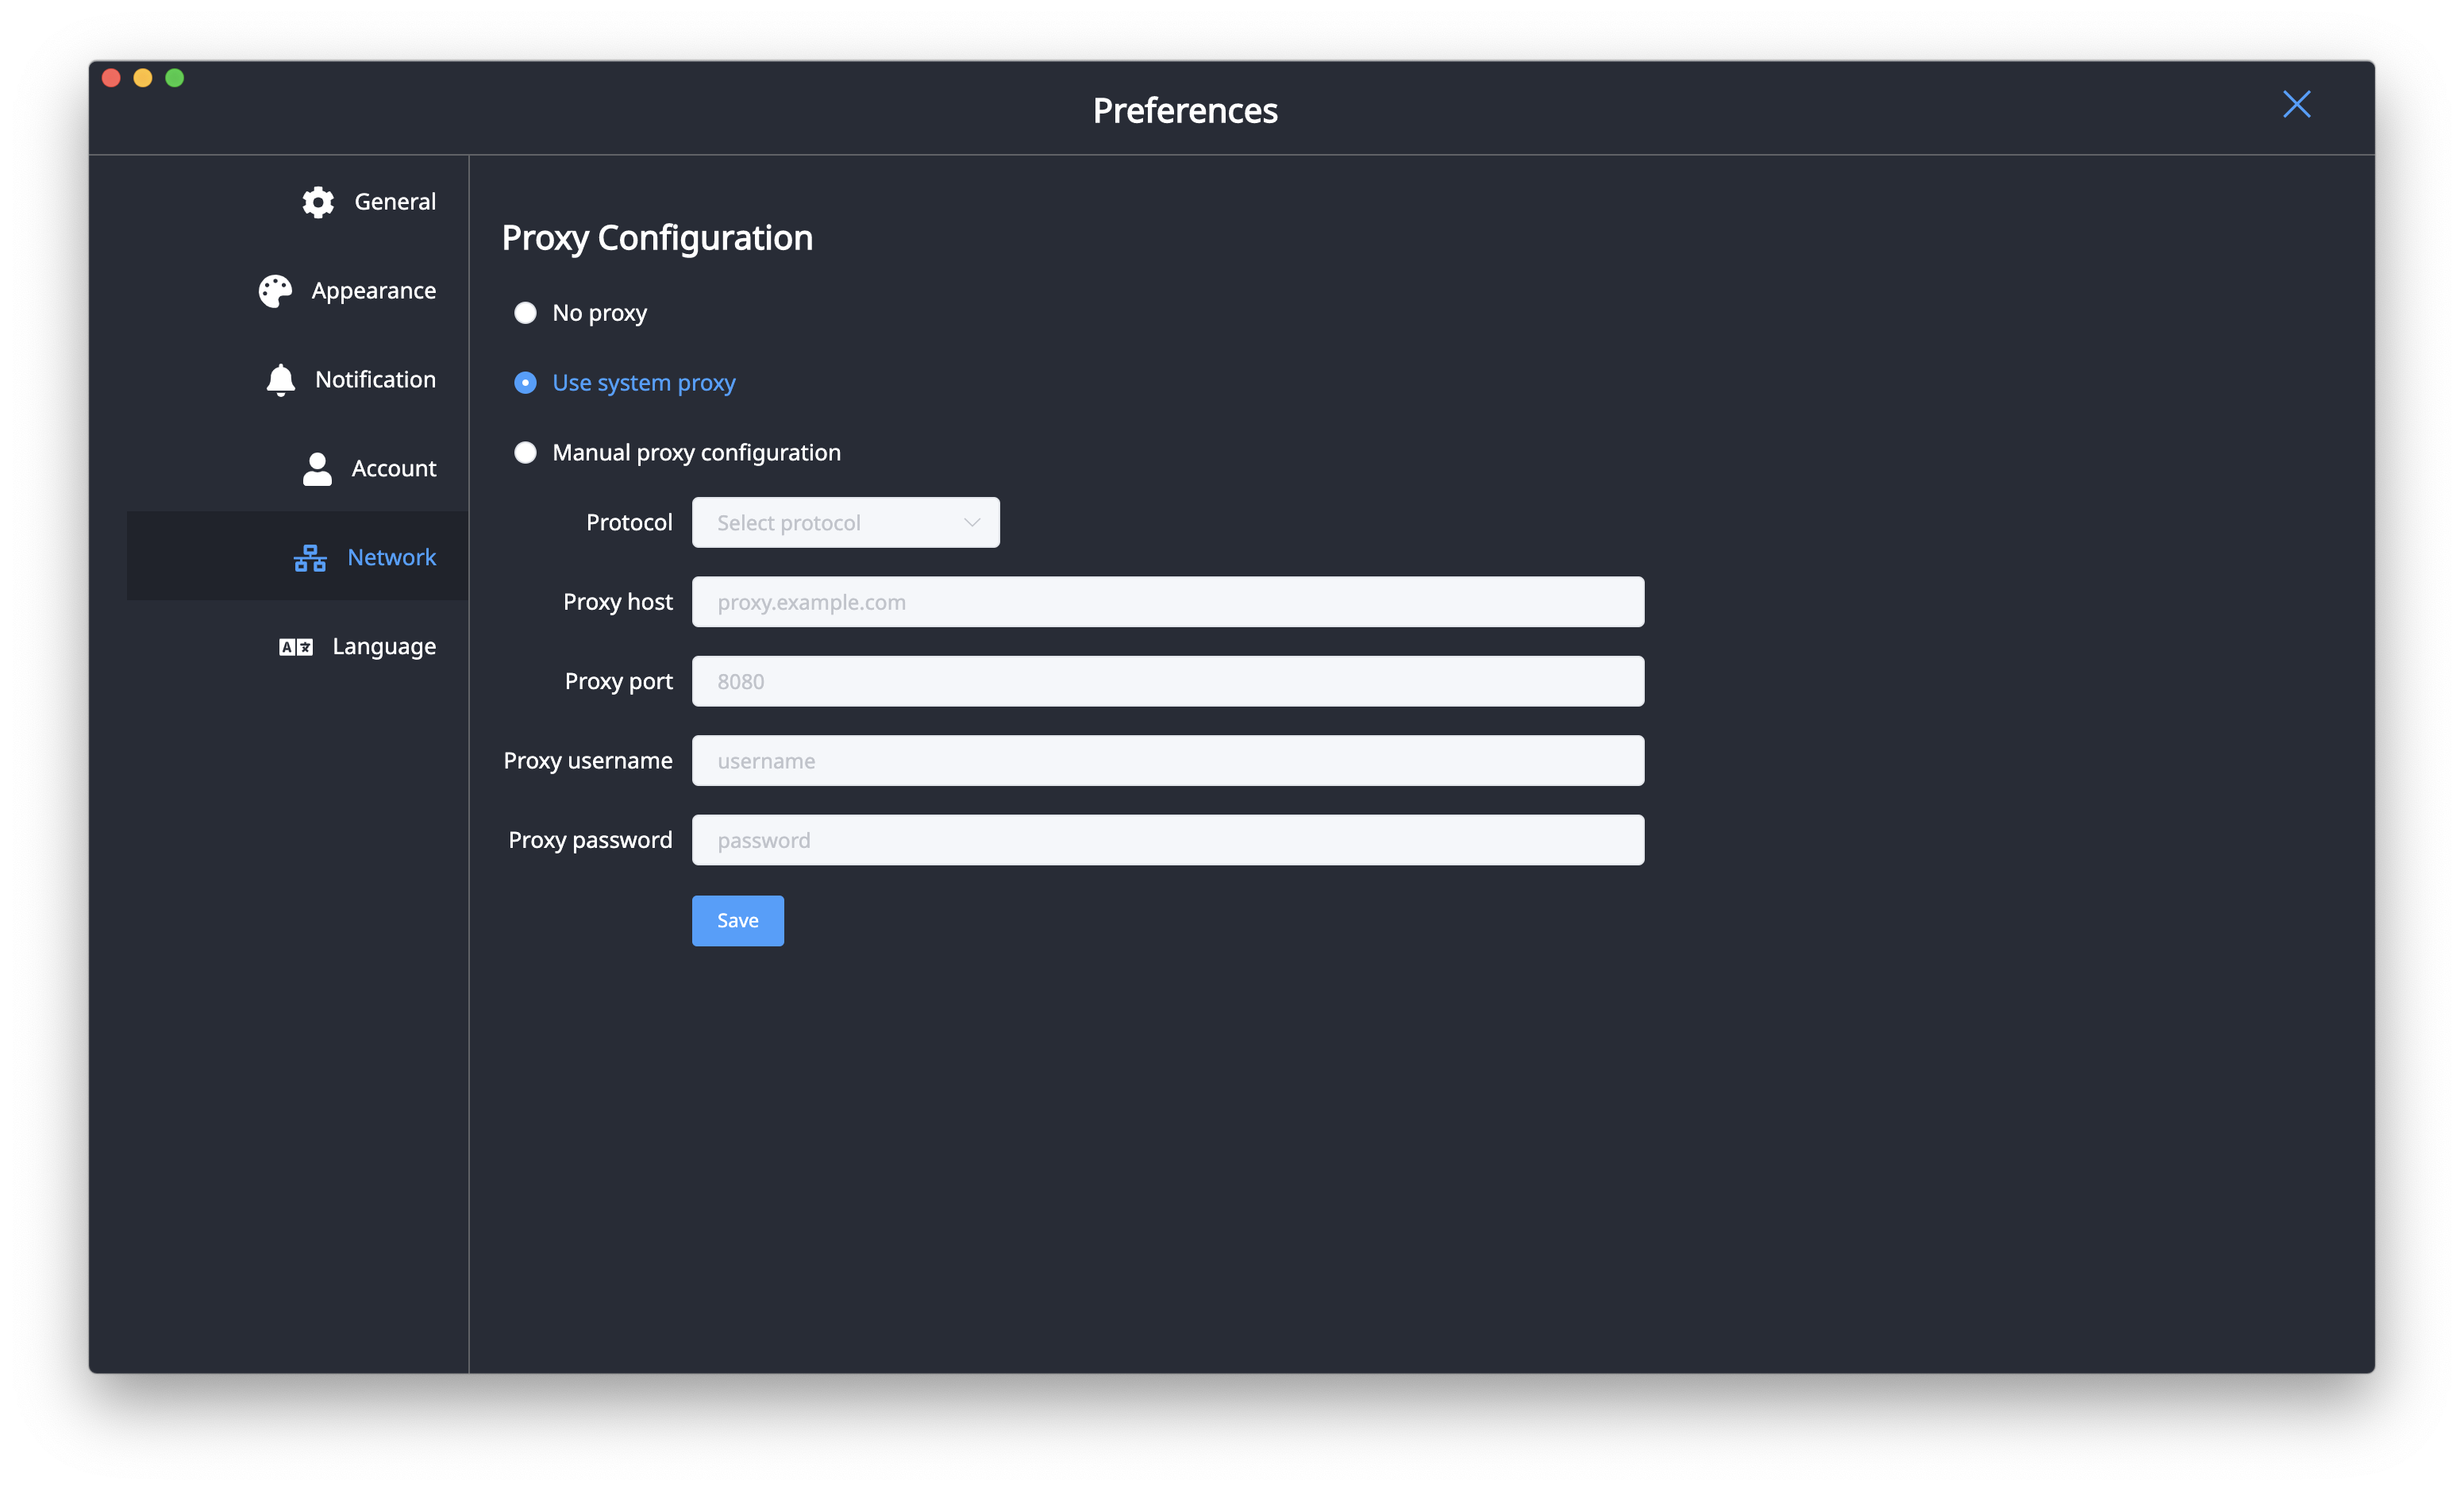 Preferences
General
Appearance
Notification
Account
Network
Language
Proxy Configuration
No proxy
Use system proxy
Manual proxy configuration
Protocol Select protocol
Proxy host proxy.example.com
Proxy port 8080
Proxy username username
Proxy password password
Save